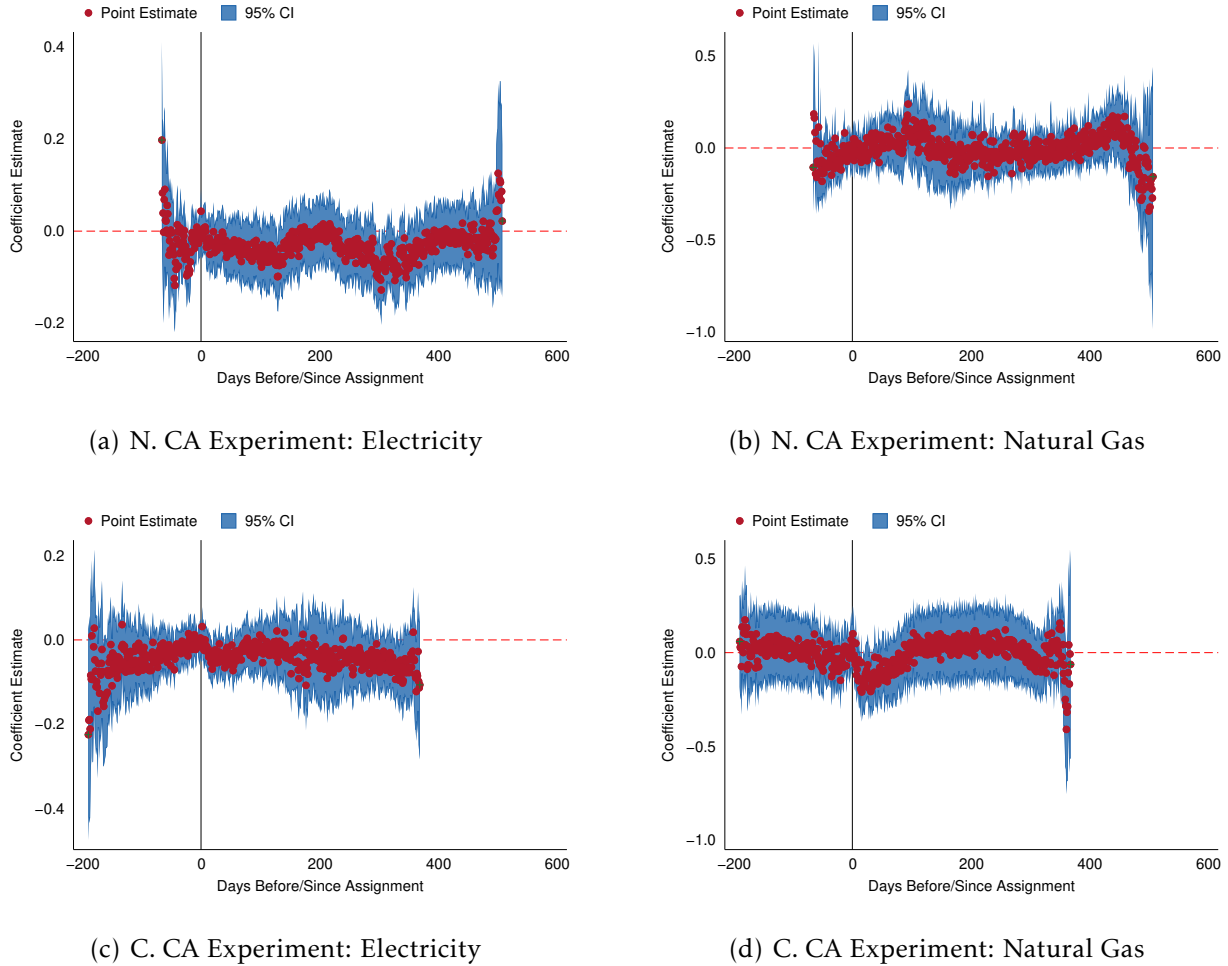 Point Estimate 95% CI
0.4
0.2
0.0
−0.2
Coefficient Estimate
−200 0 200 400 600
Days Before/Since Assignment
(a) N. CA Experiment: Electricity
Point Estimate 95% CI
0.5
0.0
−0.5
−1.0
Coefficient Estimate
−200 0 200 400 600
Days Before/Since Assignment
(b) N. CA Experiment: Natural Gas
Point Estimate 95% CI
0.2
0.0
−0.2
−0.4
Coefficient Estimate
−200 0 200 400 600
Days Before/Since Assignment
(c) C. CA Experiment: Electricity
Point Estimate 95% CI
0.5
0.0
−0.5
−1.0
Coefficient Estimate
−200 0 200 400 600
Days Before/Since Assignment
(d) C. CA Experiment: Natural Gas